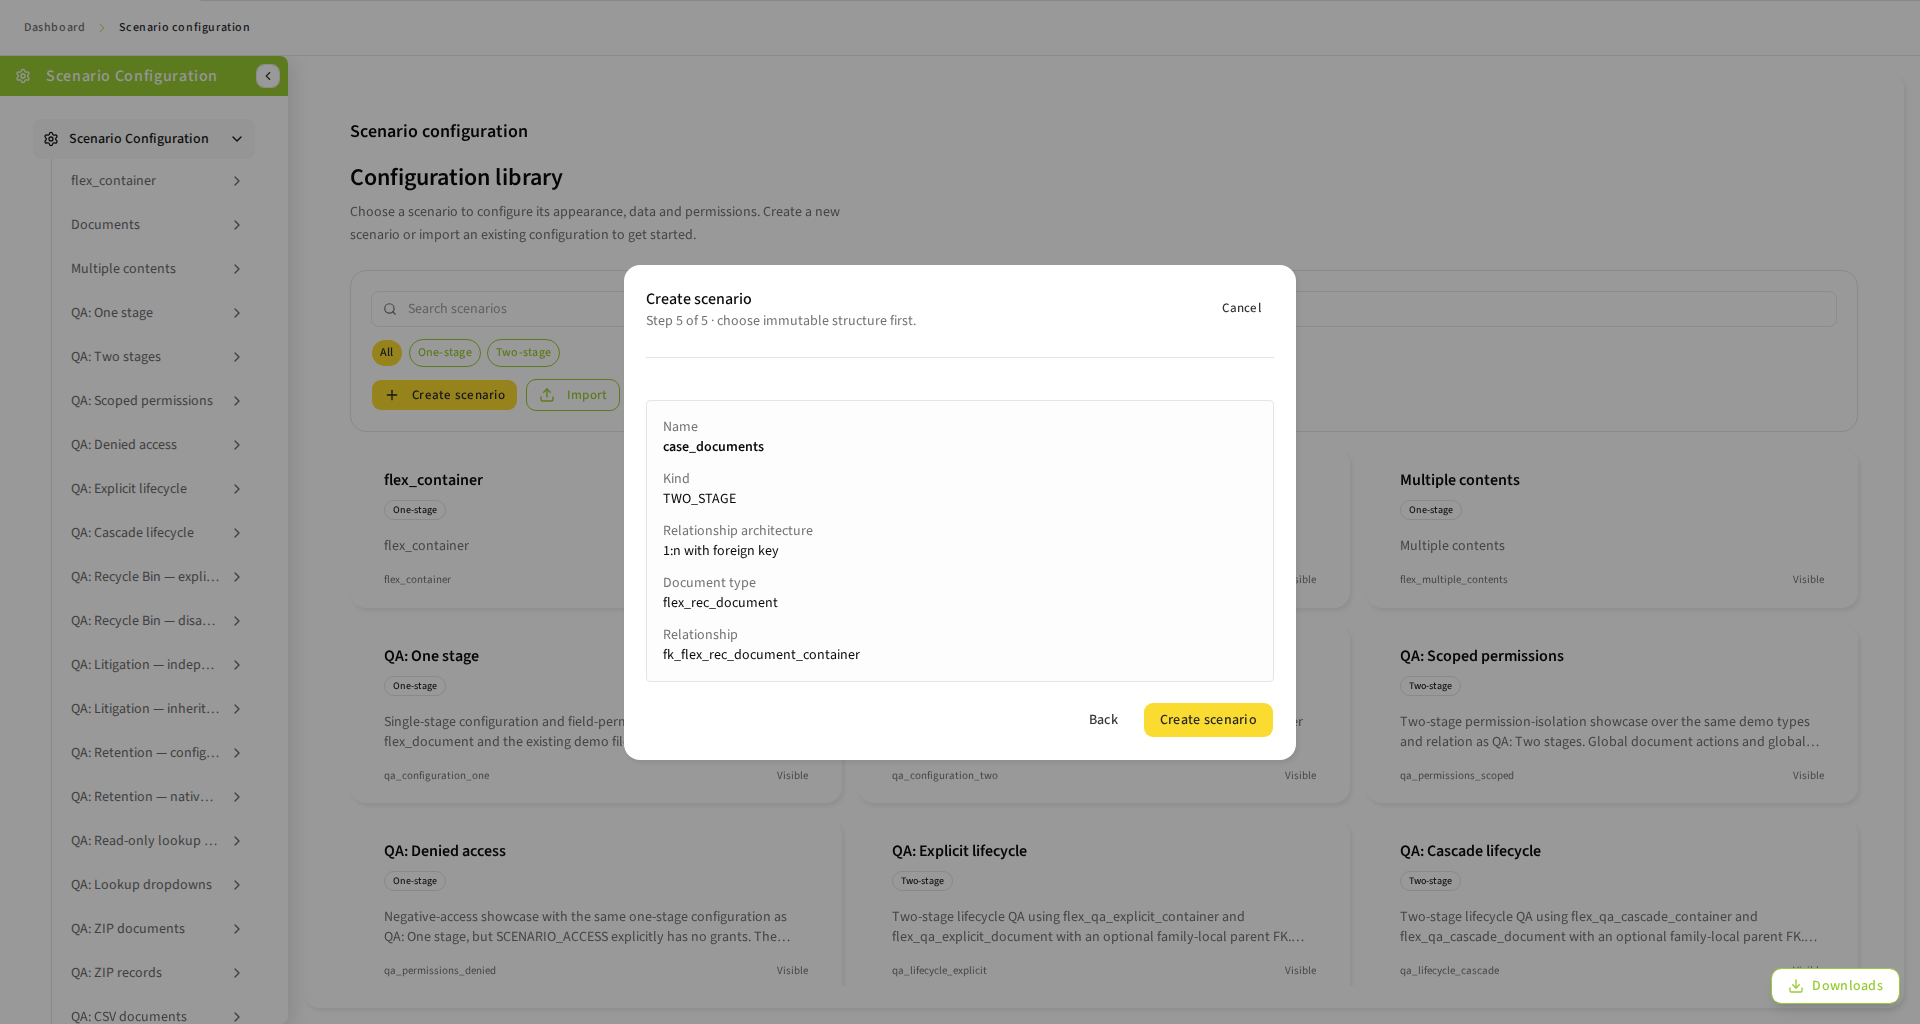 Dashboard
Scenario configuration
Scenario Configuration
Scenario Configuration
flex_container
Documents
Multiple contents
QA: One stage
QA: Two stages
QA: Scoped permissions
QA: Denied access
QA: Explicit lifecycle
QA: Cascade lifecycle
QA: Recycle Bin — expli…
QA: Recycle Bin — disa…
QA: Litigation — indep…
QA: Litigation — inherit…
QA: Retention — config…
QA: Retention — nativ…
QA: Read-only lookup …
QA: Lookup dropdowns
QA: ZIP documents
QA: ZIP records
QA: CSV documents
Scenario configuration
Configuration library
Choose a scenario to configure its appearance, data and permissions. Create a new
scenario or import an existing configuration to get started.
Search scenarios
All
One-stage
Two-stage
Create scenario
Import
flex_container
One-stage
flex_container
flex_container
Multiple contents
One-stage
Multiple contents
flex_multiple_contents
Visible
QA: One stage
One-stage
Single-stage configuration and
flex_document and the existing demo
qa_configuration_one
Visible
qa_configuration_two
Visible
QA: Scoped permissions
Two-stage
Two-stage permission-isolation showcase over the same demo types
and relation as QA: Two stages. Global document actions and global…
qa_permissions_scoped
Visible
QA: Denied access
One-stage
Negative-access showcase with the same one-stage configuration as
QA: One stage, but SCENARIO_ACCESS explicitly has no grants. The…
qa_permissions_denied
Visible
QA: Explicit lifecycle
Two-stage
Two-stage lifecycle QA using flex_qa_explicit_container and
flex_qa_explicit_document with an optional family-local parent FK.…
qa_lifecycle_explicit
Visible
QA: Cascade lifecycle
Two-stage
Two-stage lifecycle QA using flex_qa_cascade_container and
flex_qa_cascade_document with an optional family-local parent FK.…
qa_lifecycle_cascade
Create scenario
Step 5 of 5 · choose immutable structure first.
Cancel
Name
case_documents
Kind
TWO_STAGE
Relationship architecture
1:n with foreign key
Document type
flex_rec_document
Relationship
fk_flex_rec_document_container
Back
Create scenario
Downloads